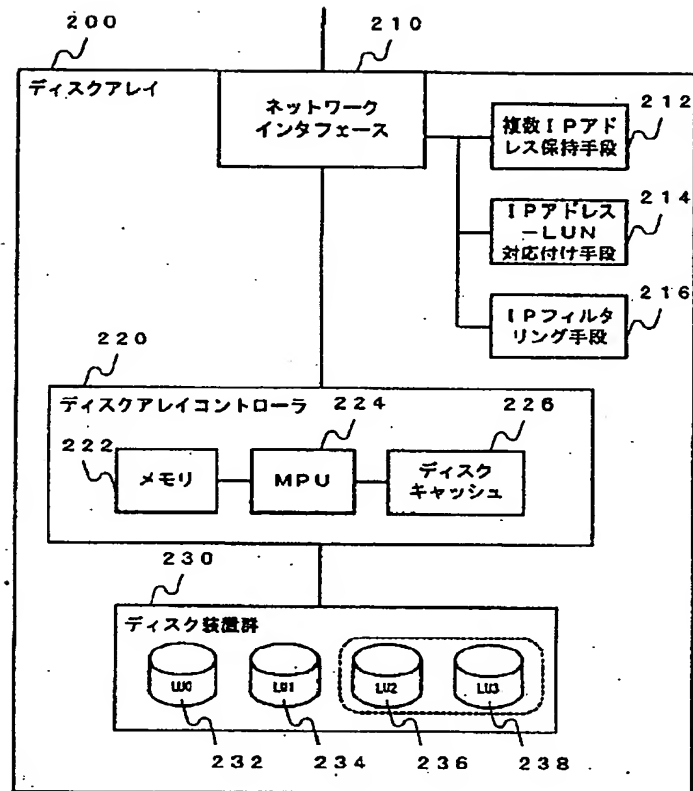 200
210
ディスクアレイ
ネットワーク
インタフェース
212
複数IPアド
レス保持手段
214
IPアドレス
－LUN
対応付け手段
216
IPフィルタ
リング手段
220
ディスクアレイコントローラ
222
224
226
メモリ
MPU
ディスク
キャッシュ
230
ディスク装置群
LU0
LU1
LU2
LU3
232
234
236
238